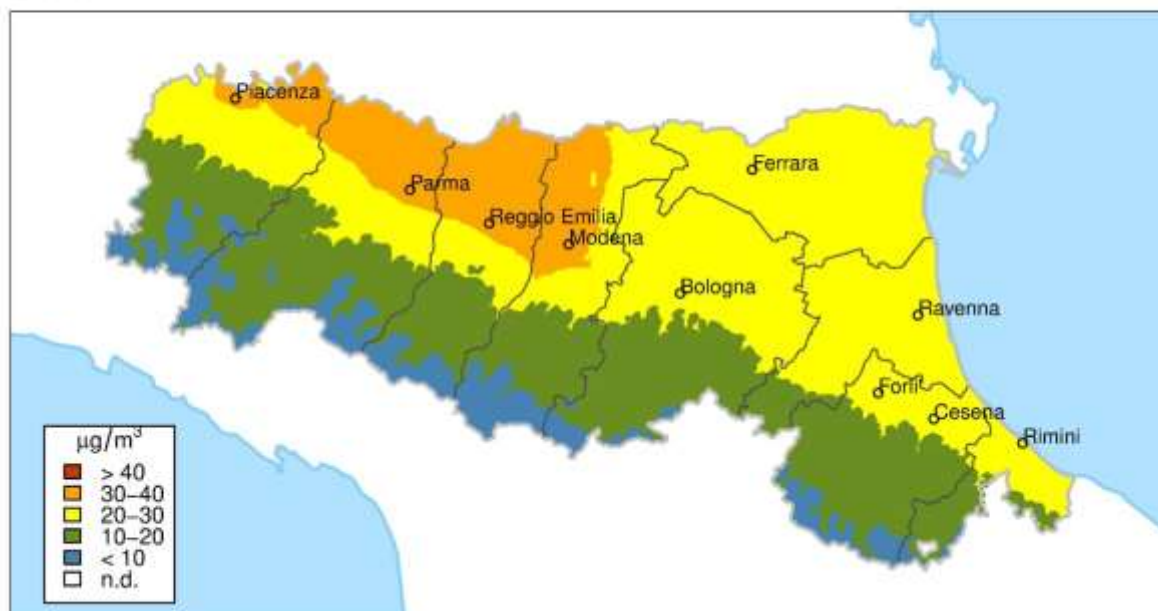 Piacenza
Ferrara
Parma
Reggio Emilia
Modena
Bologna
Ravenna
Forlì
Cesena
Rimini
μg/m³
> 40
30–40
20–30
10–20
< 10
n.d.